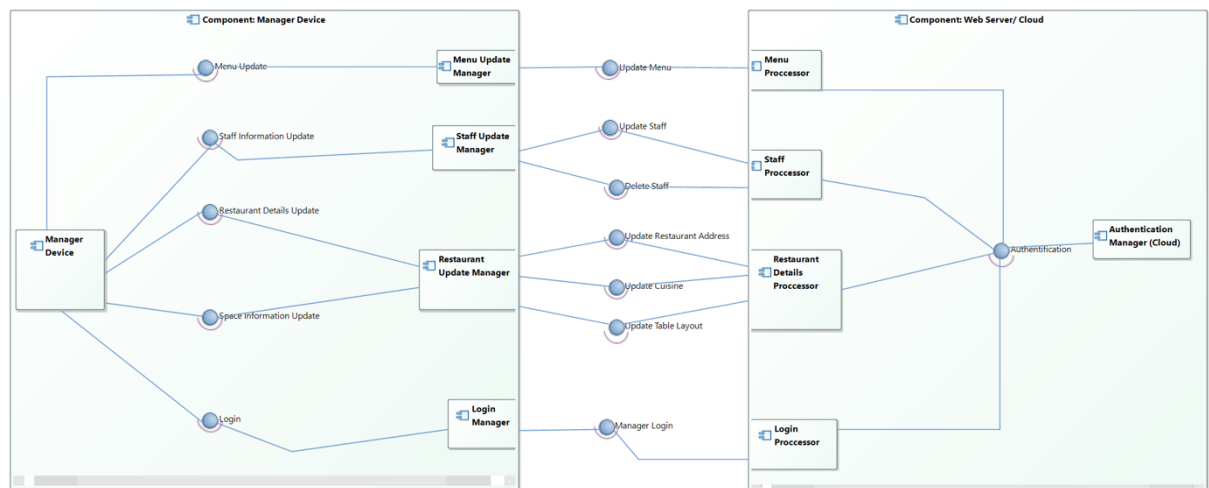 Component: Manager Device
Component: Web Server/ Cloud
Menu Update
Menu Update
Manager
Update Menu
Menu
Proccessor
Staff Information Update
Staff Update
Manager
Update Staff
Delete Staff
Staff
Proccessor
Manager
Device
Restaurant Details Update
Restaurant
Update Manager
Update Restaurant Address
Update Cuisine
Update Table Layout
Restaurant
Details
Proccessor
Authentification
Authentication
Manager (Cloud)
Space Information Update
Login
Login
Manager
Manager Login
Login
Proccessor